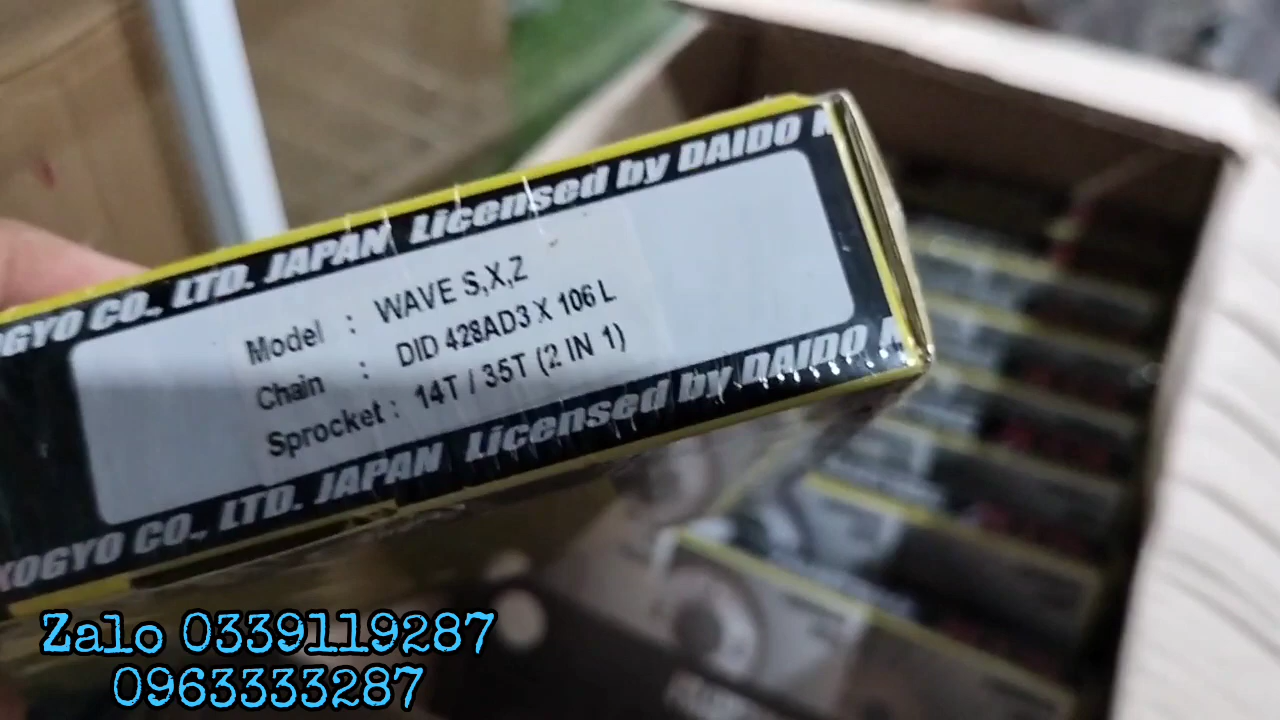 OGYO CO., LTD. JAPAN Licensed by DAIDO
Model : WAVE S,X,Z
Chain : DID 428AD3 X 106 L
Sprocket : 14T / 35T (2 IN 1)
KOGYO CO., LTD. JAPAN Licensed by DAIDO
Zalo 0339119287
0963333287